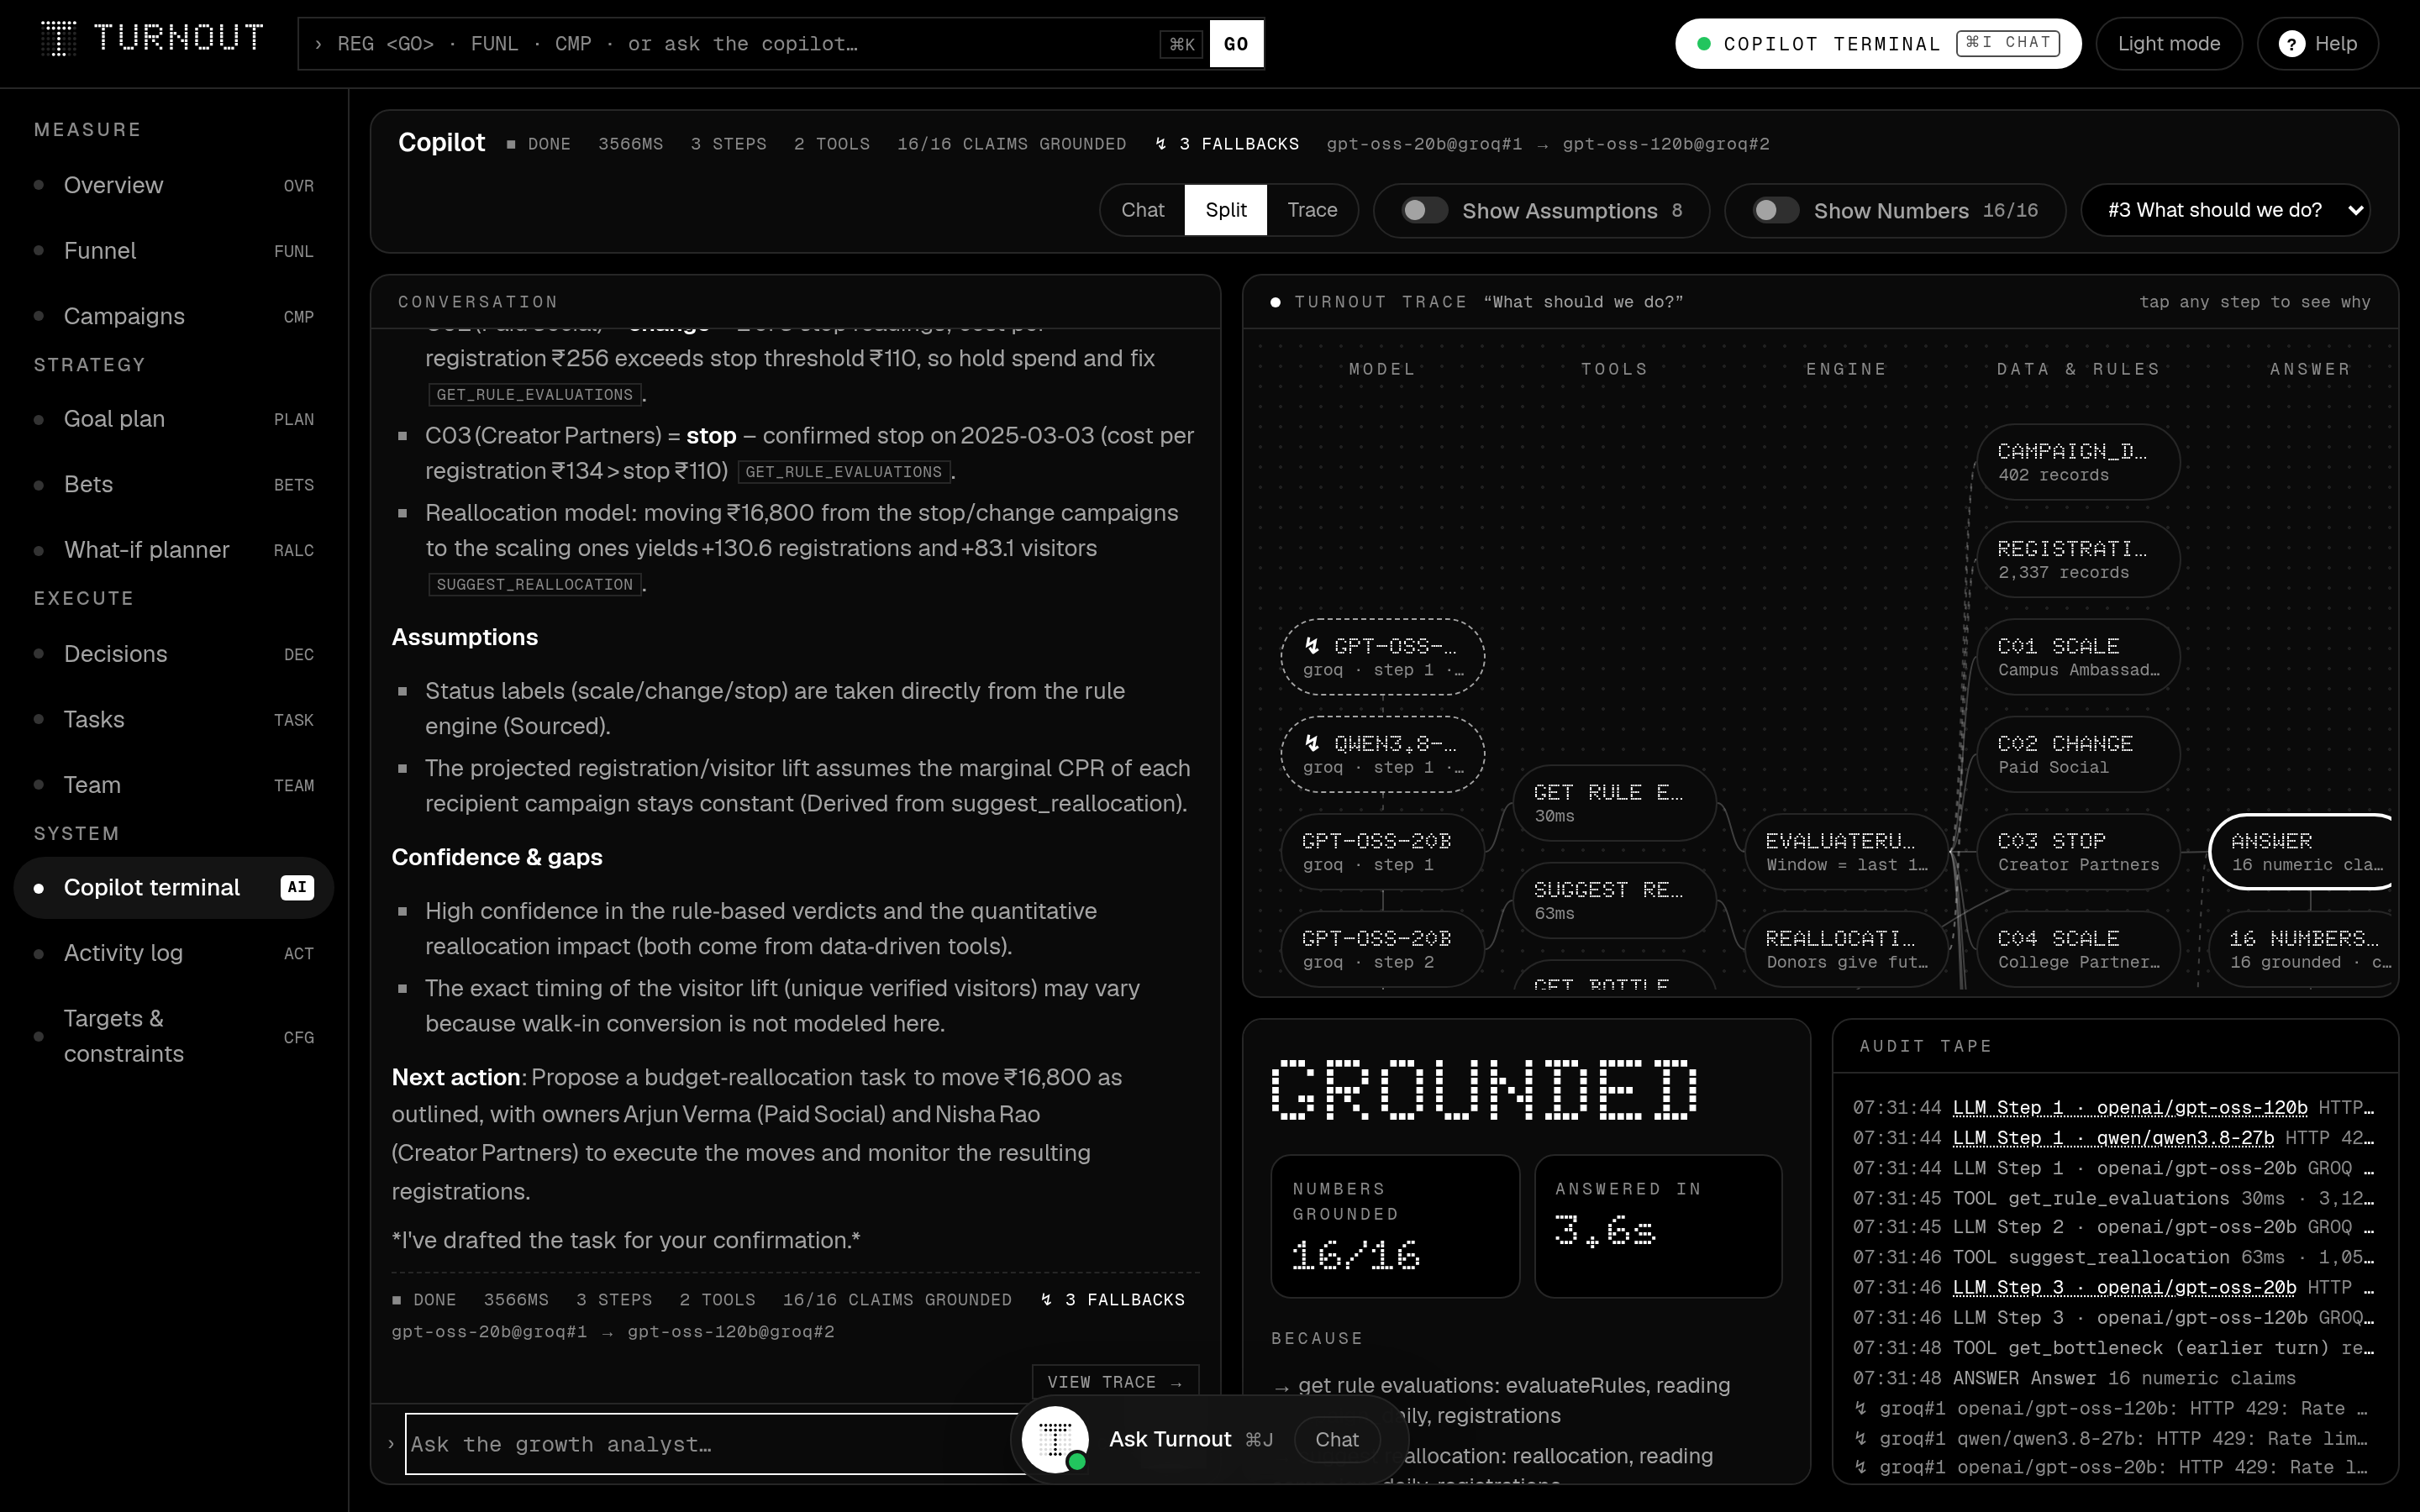 TURNOUT
› REG <GO> · FUNL · CMP · or ask the copilot…
⌘K
GO
COPILOT TERMINAL ⌘I CHAT
Light mode
? Help
MEASURE
Overview OVR
Funnel FUNL
Campaigns CMP
STRATEGY
Goal plan PLAN
Bets BETS
What-if planner RALC
EXECUTE
Decisions DEC
Tasks TASK
Team TEAM
SYSTEM
Copilot terminal AI
Activity log ACT
Targets &
constraints CFG
Copilot ■ DONE 3566MS 3 STEPS 2 TOOLS 16/16 CLAIMS GROUNDED ↯ 3 FALLBACKS gpt-oss-20b@groq#1 → gpt-oss-120b@groq#2
Chat Split Trace
Show Assumptions 8
Show Numbers 16/16
#3 What should we do?
CONVERSATION
registration ₹256 exceeds stop threshold ₹110, so hold spend and fix
GET_RULE_EVALUATIONS.
C03 (Creator Partners) = stop – confirmed stop on 2025-03-03 (cost per
registration ₹134 > stop ₹110) GET_RULE_EVALUATIONS.
Reallocation model: moving ₹16,800 from the stop/change campaigns
to the scaling ones yields +130.6 registrations and +83.1 visitors
SUGGEST_REALLOCATION.
Assumptions
Status labels (scale/change/stop) are taken directly from the rule
engine (Sourced).
The projected registration/visitor lift assumes the marginal CPR of each
recipient campaign stays constant (Derived from suggest_reallocation).
Confidence & gaps
High confidence in the rule-based verdicts and the quantitative
reallocation impact (both come from data-driven tools).
The exact timing of the visitor lift (unique verified visitors) may vary
because walk-in conversion is not modeled here.
Next action: Propose a budget-reallocation task to move ₹16,800 as
outlined, with owners Arjun Verma (Paid Social) and Nisha Rao
(Creator Partners) to execute the moves and monitor the resulting
registrations.
*I've drafted the task for your confirmation.*
■ DONE 3566MS 3 STEPS 2 TOOLS 16/16 CLAIMS GROUNDED ↯ 3 FALLBACKS
gpt-oss-20b@groq#1 → gpt-oss-120b@groq#2
VIEW TRACE →
› Ask the growth analyst…
Ask Turnout ⌘J Chat
TURNOUT TRACE “What should we do?”
tap any step to see why
MODEL TOOLS ENGINE DATA & RULES ANSWER
↯ GPT-OSS-…
groq · step 1 ·…
↯ QWEN3.8-…
groq · step 1 ·…
GPT-OSS-20B
groq · step 1
GPT-OSS-20B
groq · step 2
GET RULE E…
30ms
SUGGEST RE…
63ms
GET BOTTLE…
EVALUATERU…
Window = last 1…
REALLOCATI…
Donors give fut…
CAMPAIGN_D…
402 records
REGISTRATI…
2,337 records
C01 SCALE
Campus Ambassad…
C02 CHANGE
Paid Social
C03 STOP
Creator Partners
C04 SCALE
College Partner…
ANSWER
16 numeric cla…
16 NUMBERS…
16 grounded · c…
GROUNDED
NUMBERS
GROUNDED
16/16
ANSWERED IN
3.6s
BECAUSE
→ get rule evaluations: evaluateRules, reading
daily, registrations
reallocation: reallocation, reading
daily, registrations
AUDIT TAPE
07:31:44 LLM Step 1 · openai/gpt-oss-120b HTTP…
07:31:44 LLM Step 1 · qwen/qwen3.8-27b HTTP 42…
07:31:44 LLM Step 1 · openai/gpt-oss-20b GROQ …
07:31:45 TOOL get_rule_evaluations 30ms · 3,12…
07:31:45 LLM Step 2 · openai/gpt-oss-20b GROQ …
07:31:46 TOOL suggest_reallocation 63ms · 1,05…
07:31:46 LLM Step 3 · openai/gpt-oss-20b HTTP …
07:31:46 LLM Step 3 · openai/gpt-oss-120b GROQ…
07:31:48 TOOL get_bottleneck (earlier turn) re…
07:31:48 ANSWER Answer 16 numeric claims
↯ groq#1 openai/gpt-oss-120b: HTTP 429: Rate …
↯ groq#1 qwen/qwen3.8-27b: HTTP 429: Rate lim…
↯ groq#1 openai/gpt-oss-20b: HTTP 429: Rate l…